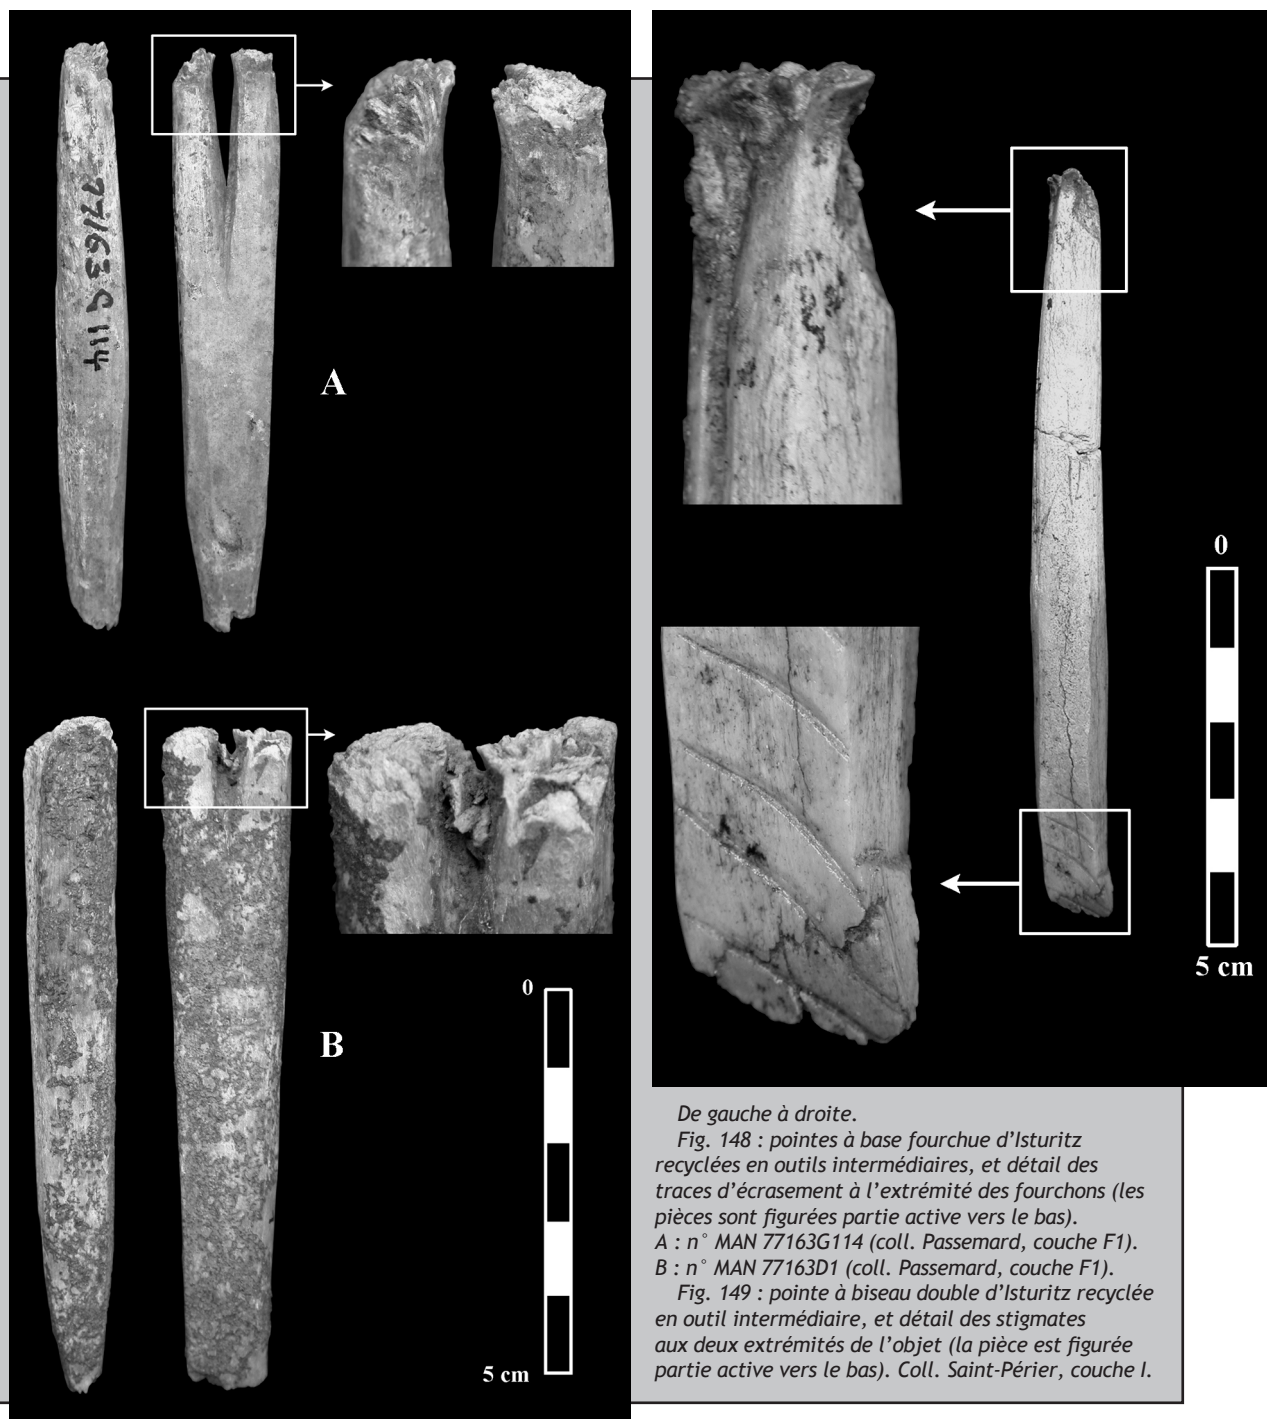 77163 G 114
A
B
0
5 cm
0
5 cm
De gauche à droite.
Fig. 148 : pointes à base fourchue d’Isturitz
recyclées en outils intermédiaires, et détail des
traces d’écrasement à l’extrémité des fourchons (les
pièces sont figurées partie active vers le bas).
A : n° MAN 77163G114 (coll. Passemard, couche F1).
B : n° MAN 77163D1 (coll. Passemard, couche F1).
Fig. 149 : pointe à biseau double d’Isturitz recyclée
en outil intermédiaire, et détail des stigmates
aux deux extrémités de l’objet (la pièce est figurée
partie active vers le bas). Coll. Saint-Périer, couche I.